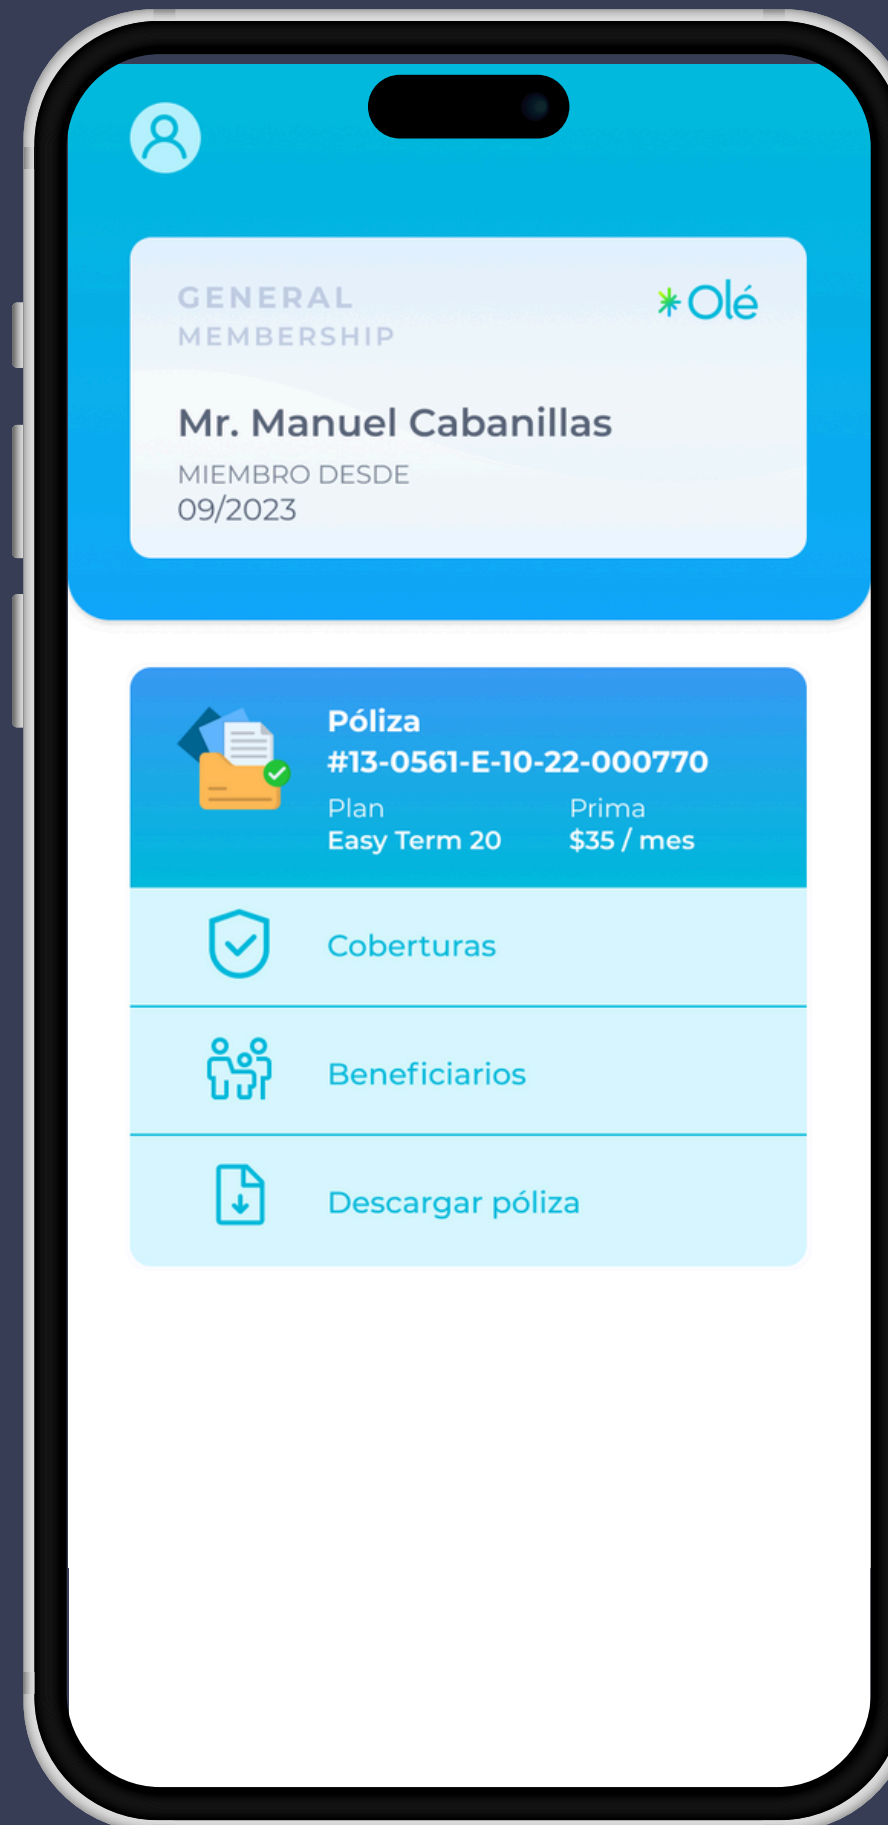 GENERAL
MEMBERSHIP
Olé
Mr. Manuel Cabanillas
MIEMBRO DESDE
09/2023
Póliza
#13-0561-E-10-22-000770
Plan
Prima
Easy Term 20
$35 / mes
Coberturas
Beneficiarios
Descargar póliza